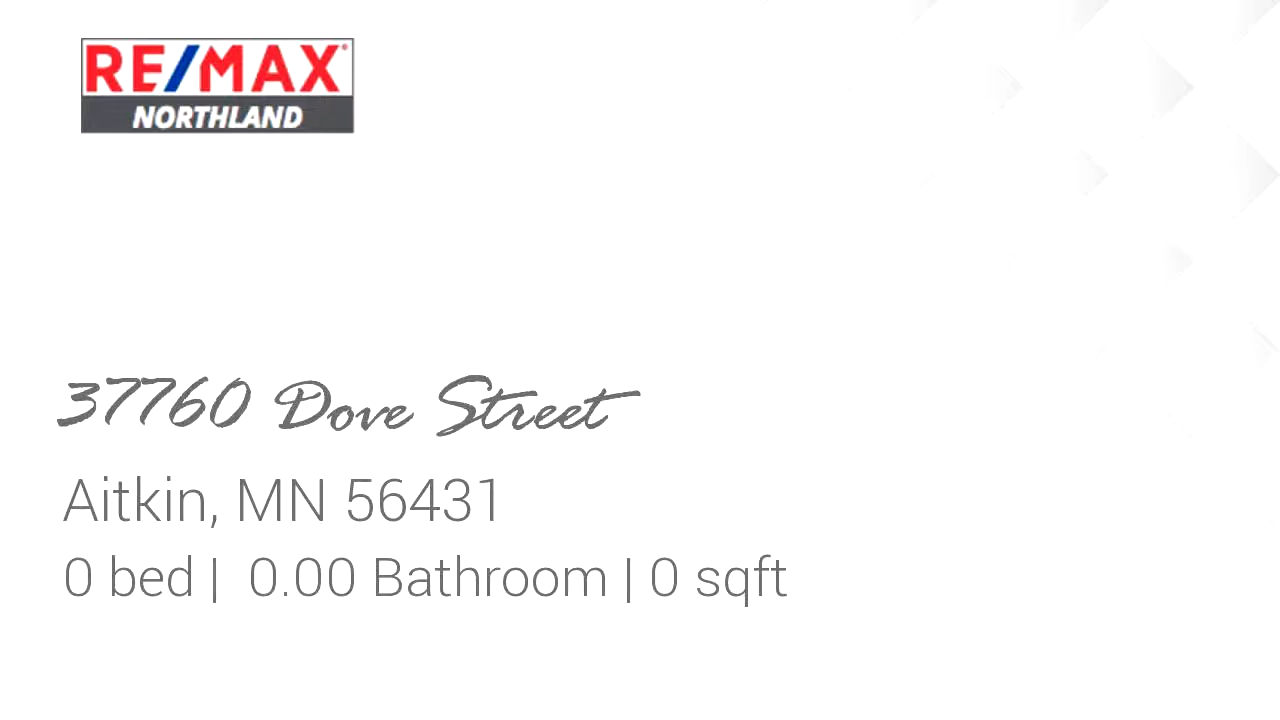 RE/MAX®
NORTHLAND
37760 Dove Street
Aitkin, MN 56431
0 bed | 0.00 Bathroom | 0 sqft